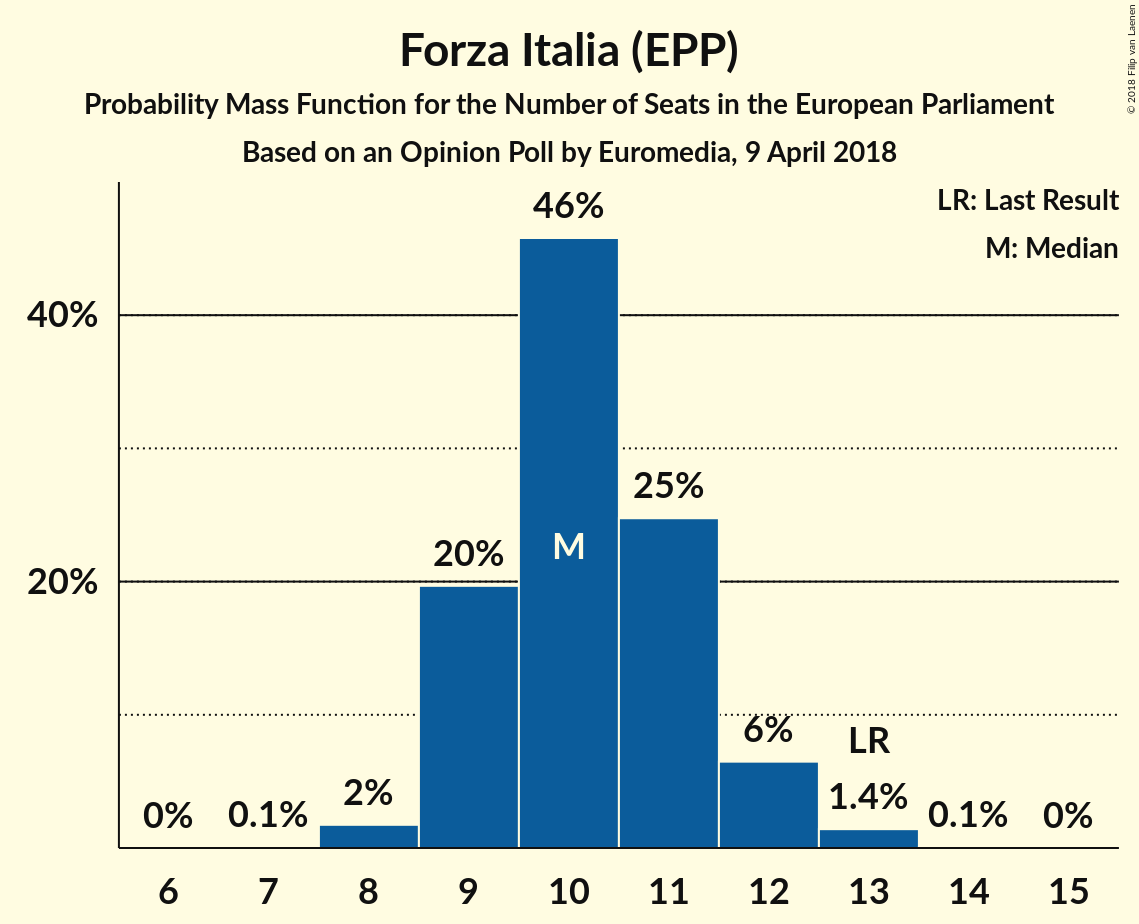 Forza Italia (EPP)
Probability Mass Function for the Number of Seats in the European Parliament
Based on an Opinion Poll by Euromedia, 9 April 2018
© 2018 Filip van Laenen
LR: Last Result
M: Median
46%
40%
25%
M
20%
20%
6%
LR
2%
1.4%
0%
0.1%
0.1%
0%
6 7 8 9 10 11 12 13 14 15